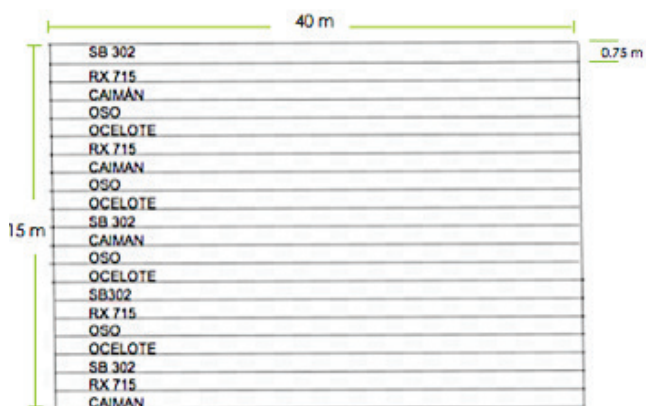 40 m
SB 302
0.75 m
RX 715
CAIMÁN
OSO
OCELOTE
RX 715
CAIMAN
OSO
OCELOTE
SB 302
15 m
CAIMAN
OSO
OCELOTE
SB302
RX 715
OSO
OCELOTE
SB 302
RX 715
CAIMAN